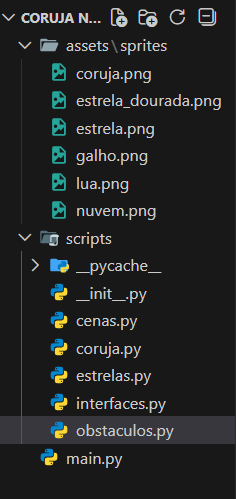 CORUJA N...
assets\sprites
coruja.png
estrela_dourada.png
estrela.png
galho.png
lua.png
nuvem.png
scripts
__pycache__
__init__.py
cenas.py
coruja.py
estrelas.py
interfaces.py
obstaculos.py
main.py